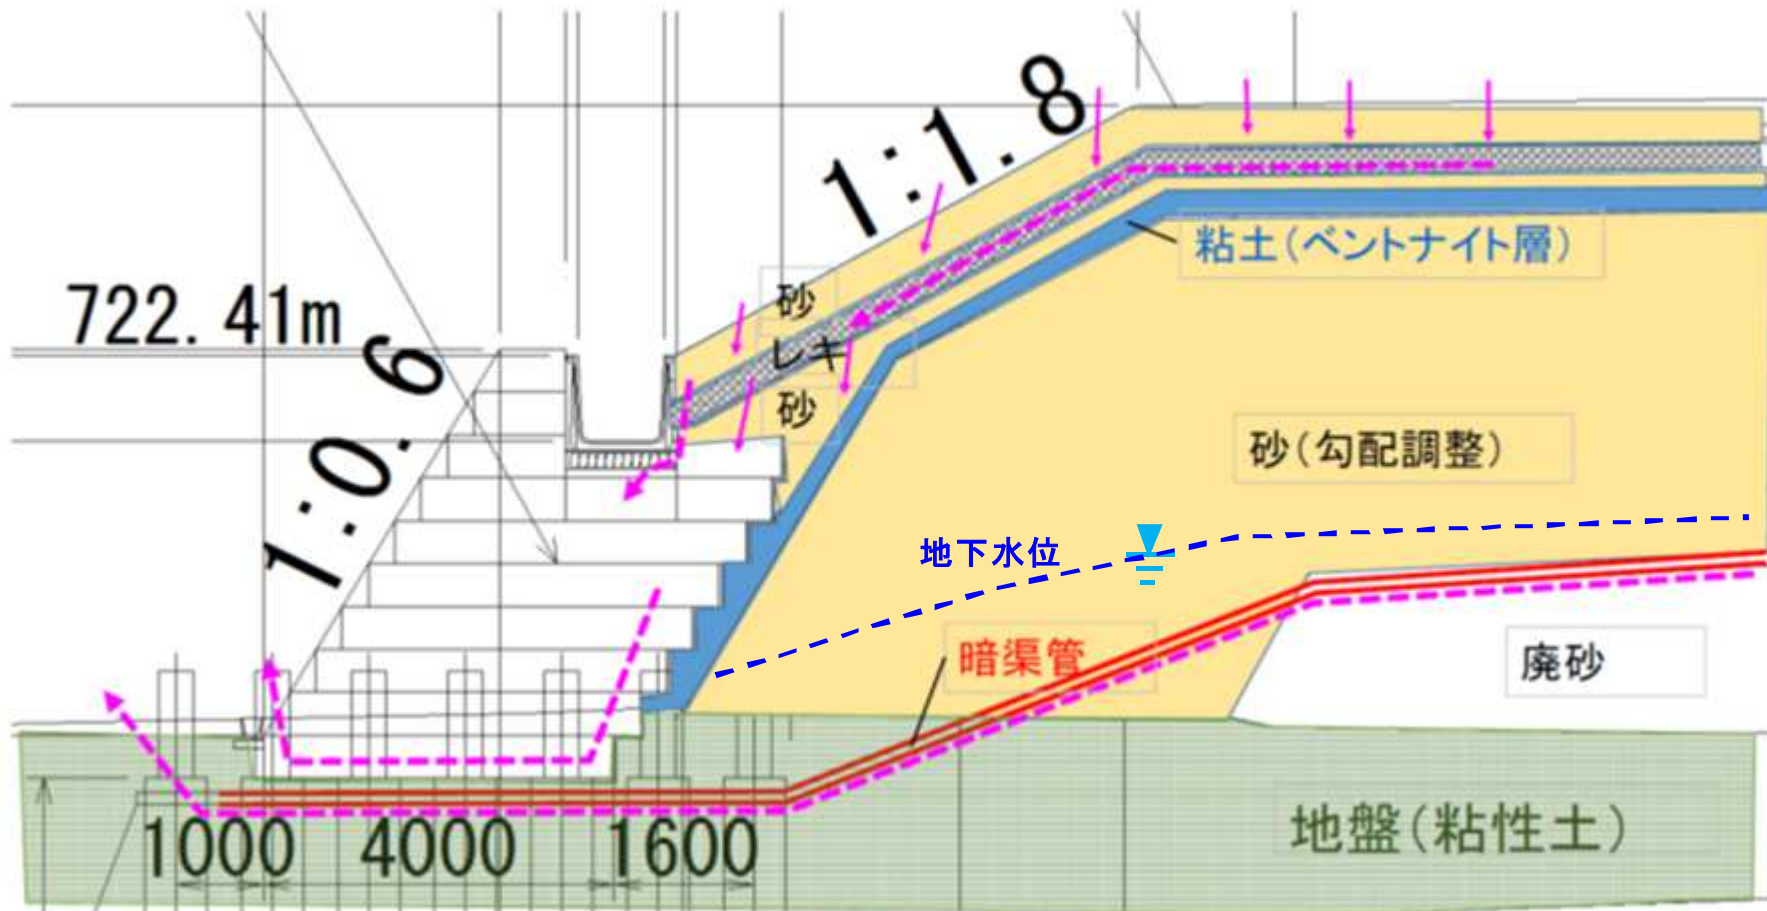 1:1.8
粘土(ベントナイト層)
722.41m
砂
レキ
砂
1:0.6
砂(勾配調整)
地下水位
暗渠管
廃砂
地盤(粘性土)
1000 4000 1600